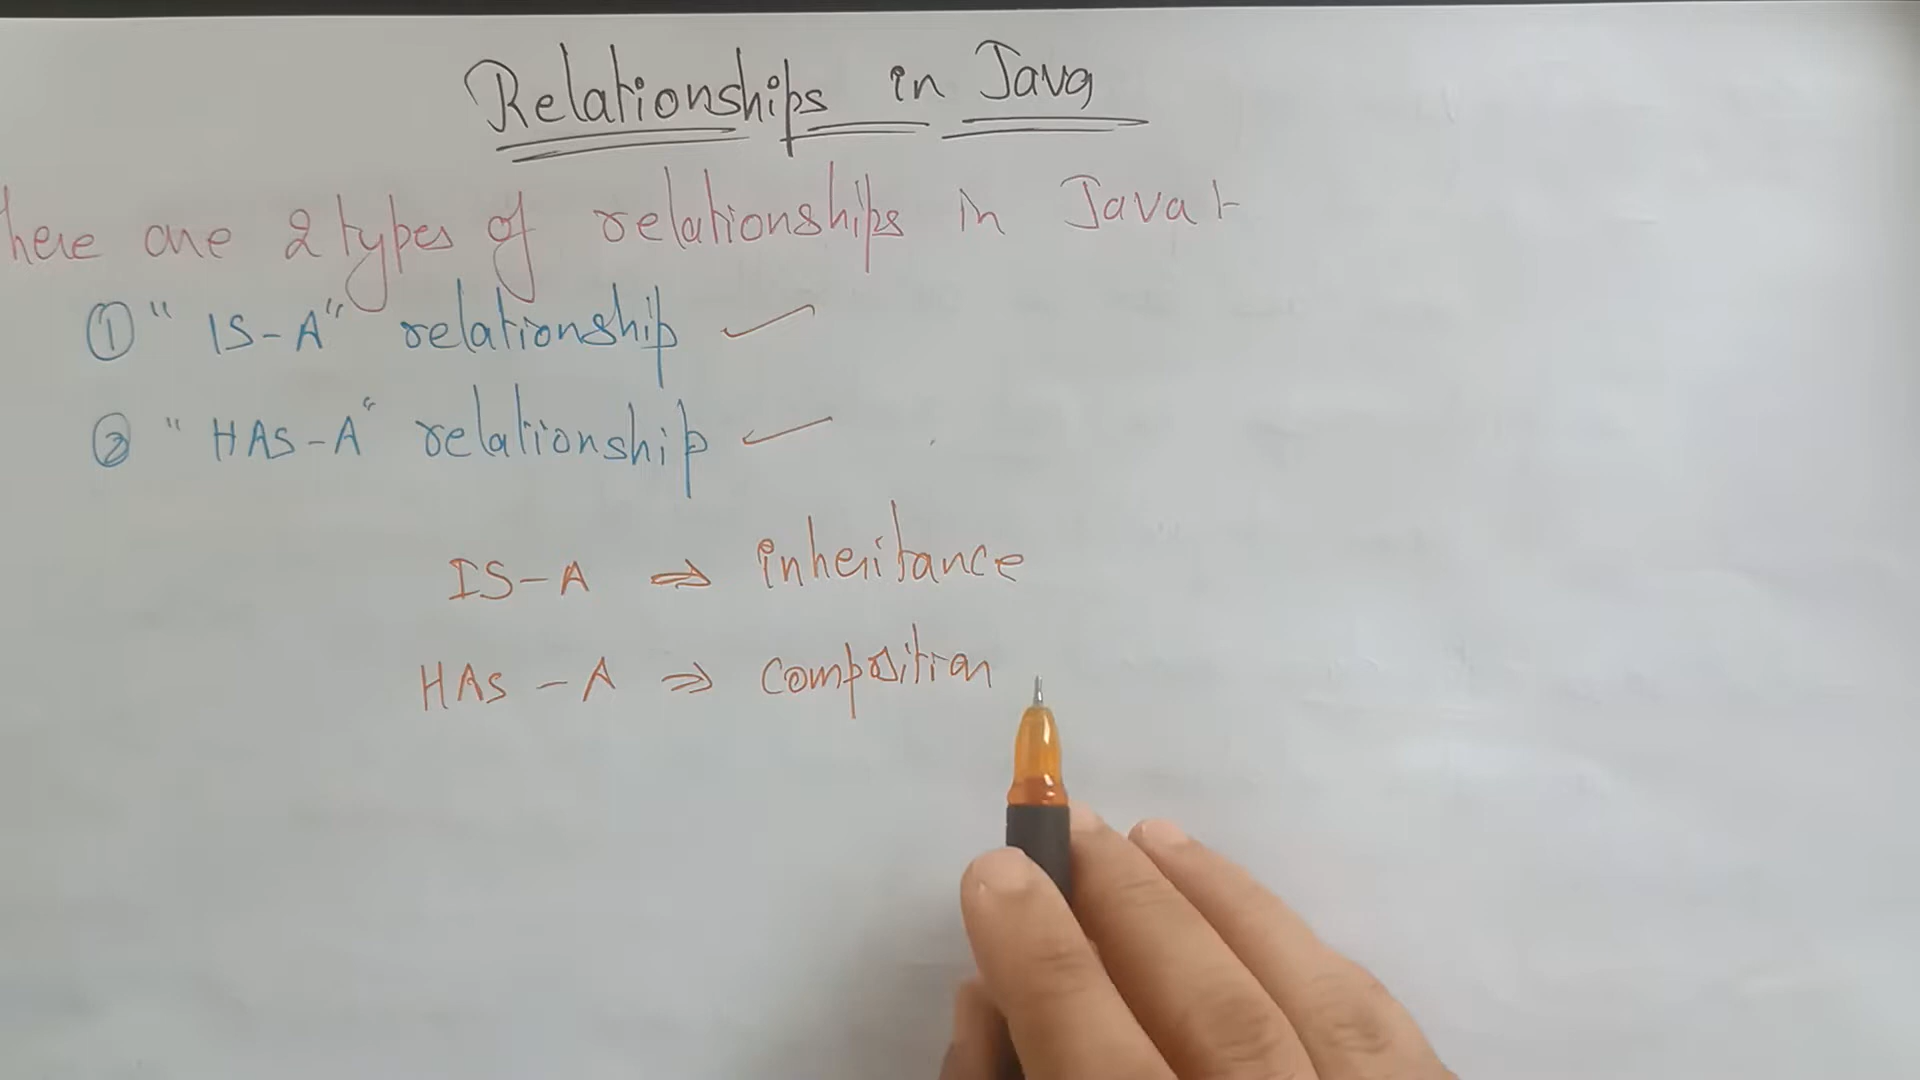 Relationships in Java
here are 2 types of relationships in Java :-
① "IS-A" relationship
② "HAS-A" relationship
IS-A ⇒ inheritance
HAS-A ⇒ composition